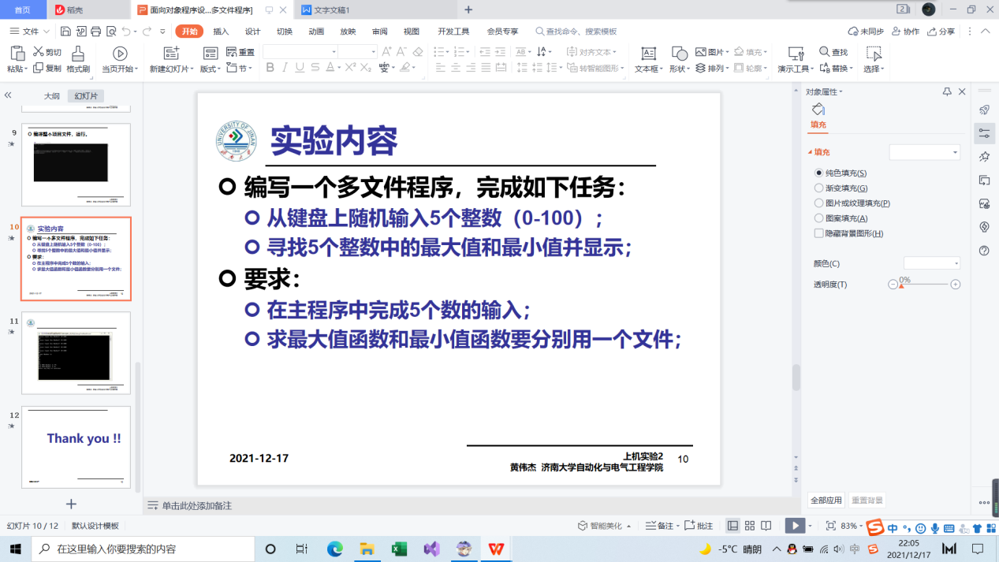 首页
稻壳
面向对象程序设...多文件程序]
文字文稿1
文件
开始
插入
设计
切换
动画
放映
审阅
视图
开发工具
会员专享
查找命令、搜索模板
未同步
协作
分享
粘贴
剪切
复制
格式刷
当页开始
新建幻灯片
版式
重置
节
对齐文本
转智能图形
文本框
形状
图片
排列
填充
轮廓
演示工具
查找
替换
选择
大纲
幻灯片
9
编译整个项目文件,运行。
10
实验内容
编写一个多文件程序,完成如下任务:
从键盘上随机输入5个整数(0-100);
寻找5个整数中的最大值和最小值并显示;
要求:
在主程序中完成5个数的输入;
求最大值函数和最小值函数要分别用一个文件;
11
12
Thank you !!
UNIVERSITY OF JINAN
实验内容
编写一个多文件程序,完成如下任务:
从键盘上随机输入5个整数(0-100);
寻找5个整数中的最大值和最小值并显示;
要求:
在主程序中完成5个数的输入;
求最大值函数和最小值函数要分别用一个文件;
2021-12-17
上机实验2
黄伟杰 济南大学自动化与电气工程学院
10
单击此处添加备注
对象属性
填充
填充
纯色填充(S)
渐变填充(G)
图片或纹理填充(P)
图案填充(A)
隐藏背景图形(H)
颜色(C)
透明度(T)
0%
全部应用
重置背景
幻灯片 10 / 12
默认设计模板
智能美化
备注
批注
83%
中
在这里输入你要搜索的内容
-5°C 晴朗
中
22:05
2021/12/17